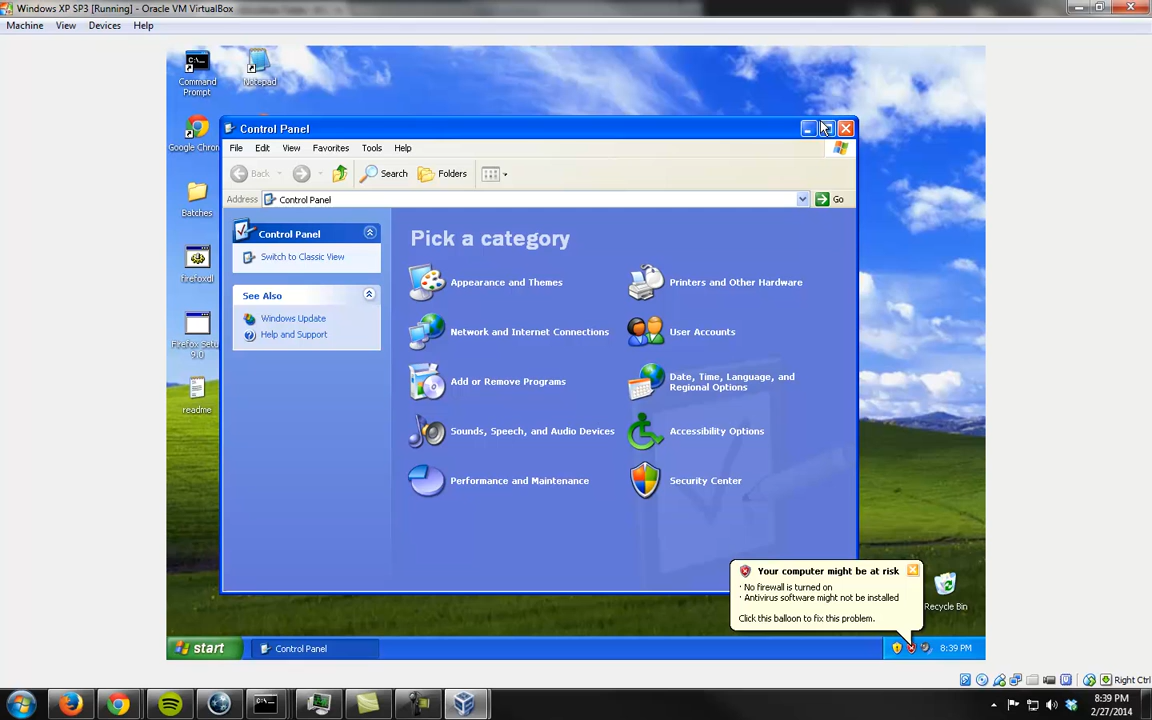 Windows XP SP3 [Running] - Oracle VM VirtualBox
Machine View Devices Help
Command
Prompt
Notepad
Google Chron
Batches
firefoxdl
Firefox Setu
9.0
readme
Control Panel
File Edit View Favorites Tools Help
Back Search Folders
Address Control Panel Go
Control Panel
Switch to Classic View
See Also
Windows Update
Help and Support
Pick a category
Appearance and Themes
Printers and Other Hardware
Network and Internet Connections
User Accounts
Add or Remove Programs
Date, Time, Language, and
Regional Options
Sounds, Speech, and Audio Devices
Accessibility Options
Performance and Maintenance
Security Center
Your computer might be at risk
· No firewall is turned on
· Antivirus software might not be installed
Click this balloon to fix this problem.
Recycle Bin
start Control Panel 8:39 PM
Right Ctrl
8:39 PM
2/27/2014